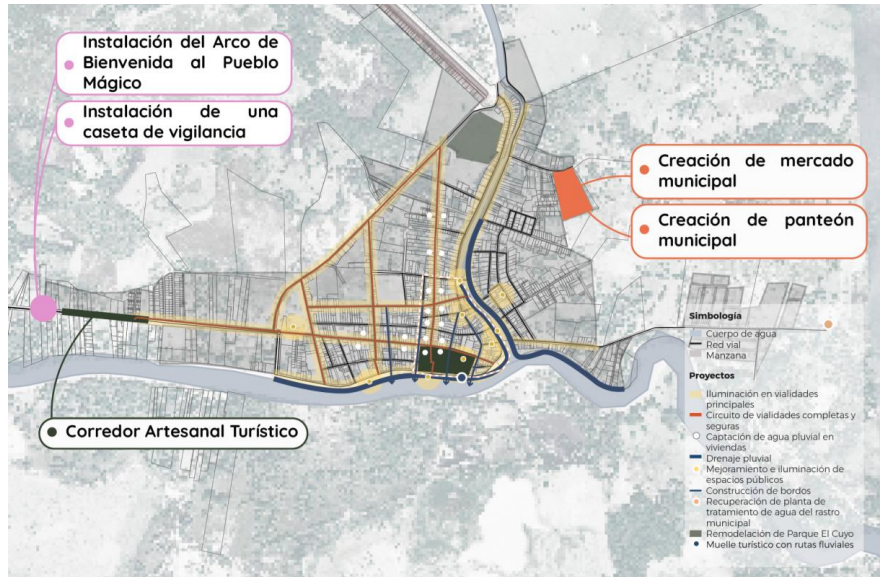 Instalación del Arco de
Bienvenida al Pueblo
Mágico
Instalación de una
caseta de vigilancia
Creación de mercado
municipal
Creación de panteón
municipal
Corredor Artesanal Turístico
Simbología
Cuerpo de agua
Red vial
Manzana
Proyectos
Iluminación en vialidades
principales
Circuito de vialidades completas y
seguras
Captación de agua pluvial en
viviendas
Drenaje pluvial
Mejoramiento e iluminación de
espacios públicos
Construcción de bordos
Recuperación de planta de
tratamiento de agua del rastro
municipal
Remodelación de Parque El Cuyo
Muelle turístico con rutas fluviales